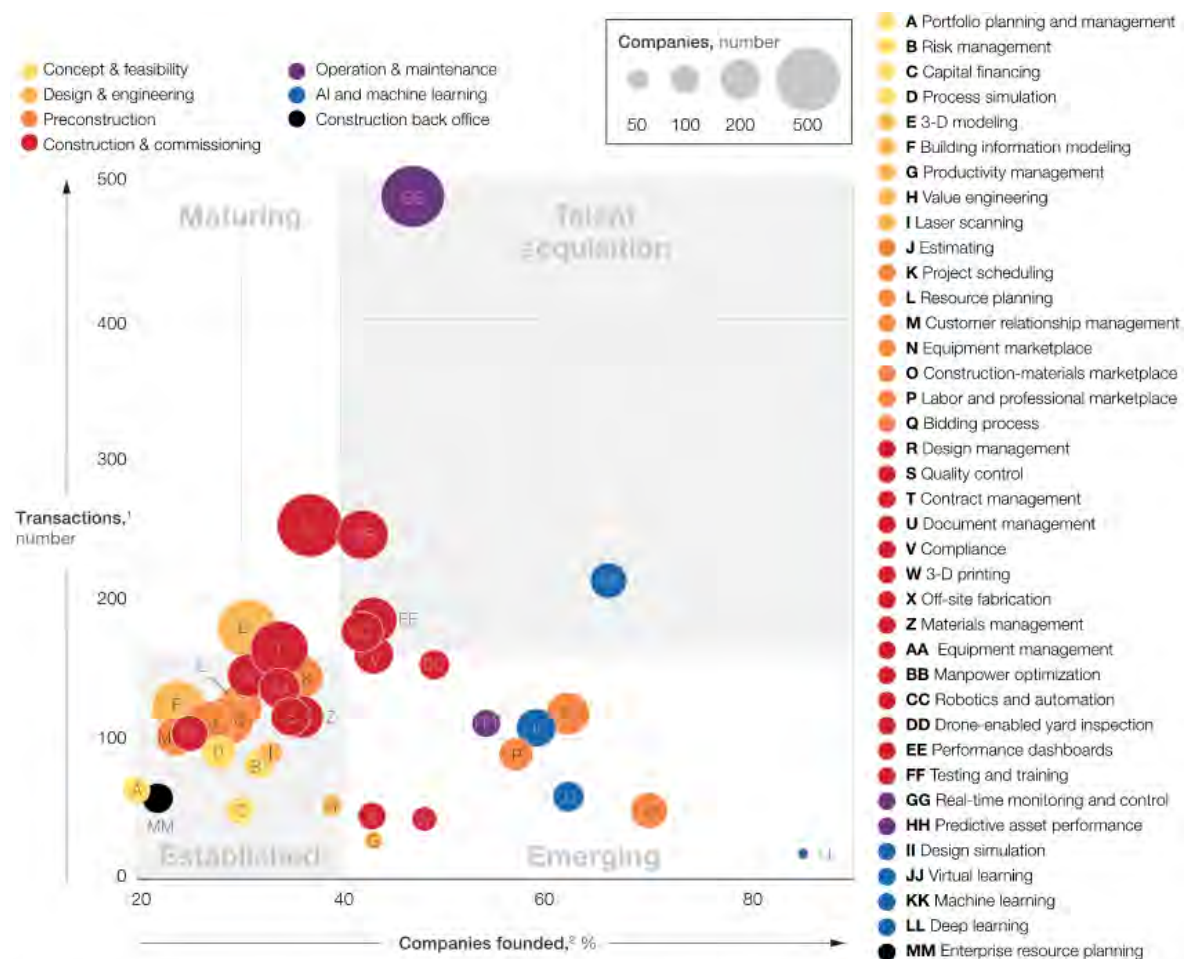 Concept & feasibility
Design & engineering
Preconstruction
Construction & commissioning
Operation & maintenance
AI and machine learning
Construction back office
Companies, number
50 100 200 500
A Portfolio planning and management
B Risk management
C Capital financing
D Process simulation
E 3-D modeling
F Building information modeling
G Productivity management
H Value engineering
I Laser scanning
J Estimating
K Project scheduling
L Resource planning
M Customer relationship management
N Equipment marketplace
O Construction-materials marketplace
P Labor and professional marketplace
Q Bidding process
R Design management
S Quality control
T Contract management
U Document management
V Compliance
W 3-D printing
X Off-site fabrication
Z Materials management
AA Equipment management
BB Manpower optimization
CC Robotics and automation
DD Drone-enabled yard inspection
EE Performance dashboards
FF Testing and training
GG Real-time monitoring and control
HH Predictive asset performance
II Design simulation
JJ Virtual learning
KK Machine learning
LL Deep learning
MM Enterprise resource planning
500
400
300
200
100
0
Transactions,¹
number
Maturing
Talent
acquisition
Established
Emerging
GG
E
EE
F
V
Z
M
D
B
A
C
MM
G
P
JJ
LL
20 40 60 80
Companies founded,² %